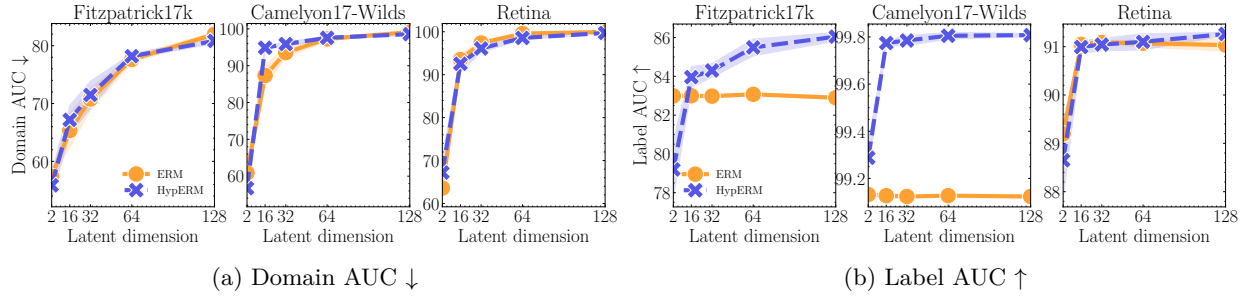 Fitzpatrick17k Camelyon17-Wilds Retina Fitzpatrick17k Camelyon17-Wilds Retina
Domain AUC ↓
80
70
60
100
90
80
70
60
100
90
80
70
60
Label AUC ↑
86
84
82
80
78
99.8
99.6
99.4
99.2
91
90
89
88
ERM
HypERM
ERM
HypERM
2 16 32 64 128 2 16 32 64 128 2 16 32 64 128 2 16 32 64 128 2 16 32 64 128 2 16 32 64 128
Latent dimension Latent dimension Latent dimension Latent dimension Latent dimension Latent dimension
(a) Domain AUC ↓ (b) Label AUC ↑